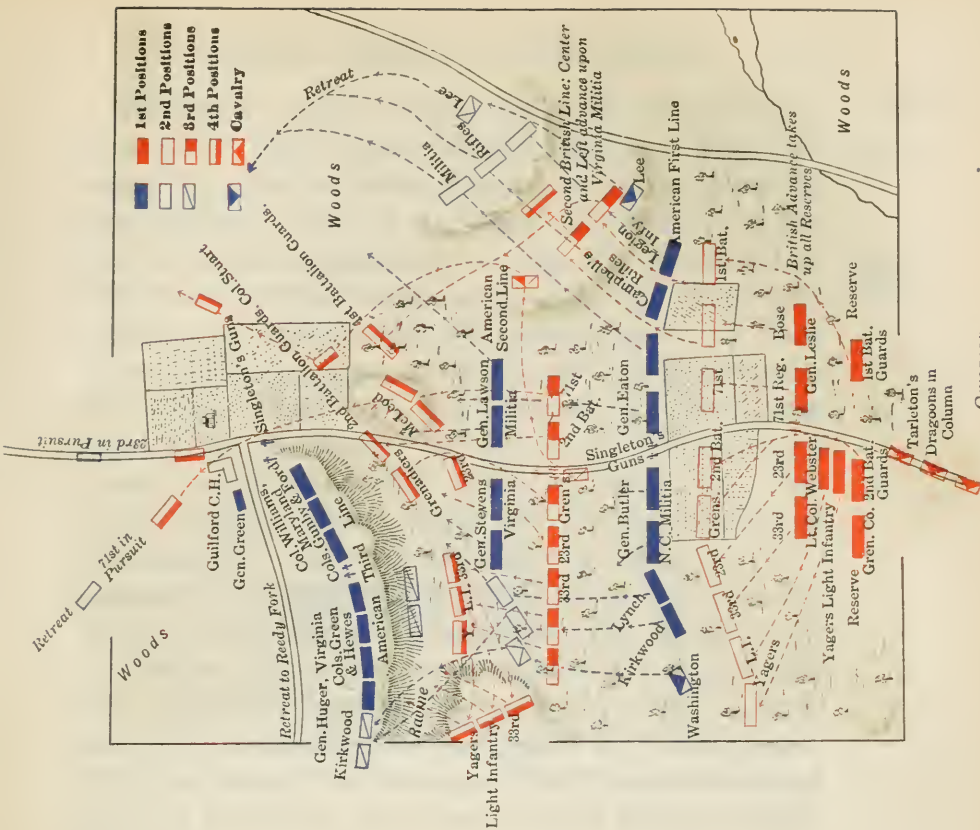 1st Positions
2nd Positions
3rd Positions
4th Positions
Cavalry
Woods
Retreat
Lee
Rifles
Militia
Second British Line: Center
and Left advance upon
Virginia Militia
Lee
Legion
Infy.
Campbell's
Rifles
American First Line
1st Bat.
British Advance takes
up all Reserves
Woods
23rd in Pursuit
Col. Stuart
2nd Battalion Guards,
1st Battalion Guards.
Singleton's Guns
McLeod
Grenadiers
23rd
American
Second Line
Gen. Lawson
Militia
Gen. Stevens
Virginia
71st
2nd Bat.
Gren's
23rd
33rd
Singleton's
Guns
Gen. Eaton
Gen. Butler
N.C. Militia
Lynch
Kirkwood
Washington
71st
2nd Bat.
Grens.
23rd
33rd
L.I.
Yagers
Bose
Gen. Leslie
71st Reg.
23rd
33rd
Lt. Col. Webster
Yagers Light Infantry
Reserve
1st Bat.
Guards
2nd Bat.
Guards
Gren. Co.
Reserve
Tarleton's
Dragoons in
Column
Retreat
71st in
Pursuit
Woods
Guilford C.H.
Gen. Green
Retreat to Reedy Fork
Col. Williams,
Maryland
Cols. Gunby & Ford
Gen. Huger, Virginia
Cols. Green
& Hewes
Kirkwood
American Third Line
Ravine
Y. L.I. 33rd
Yagers
Light Infantry
33rd